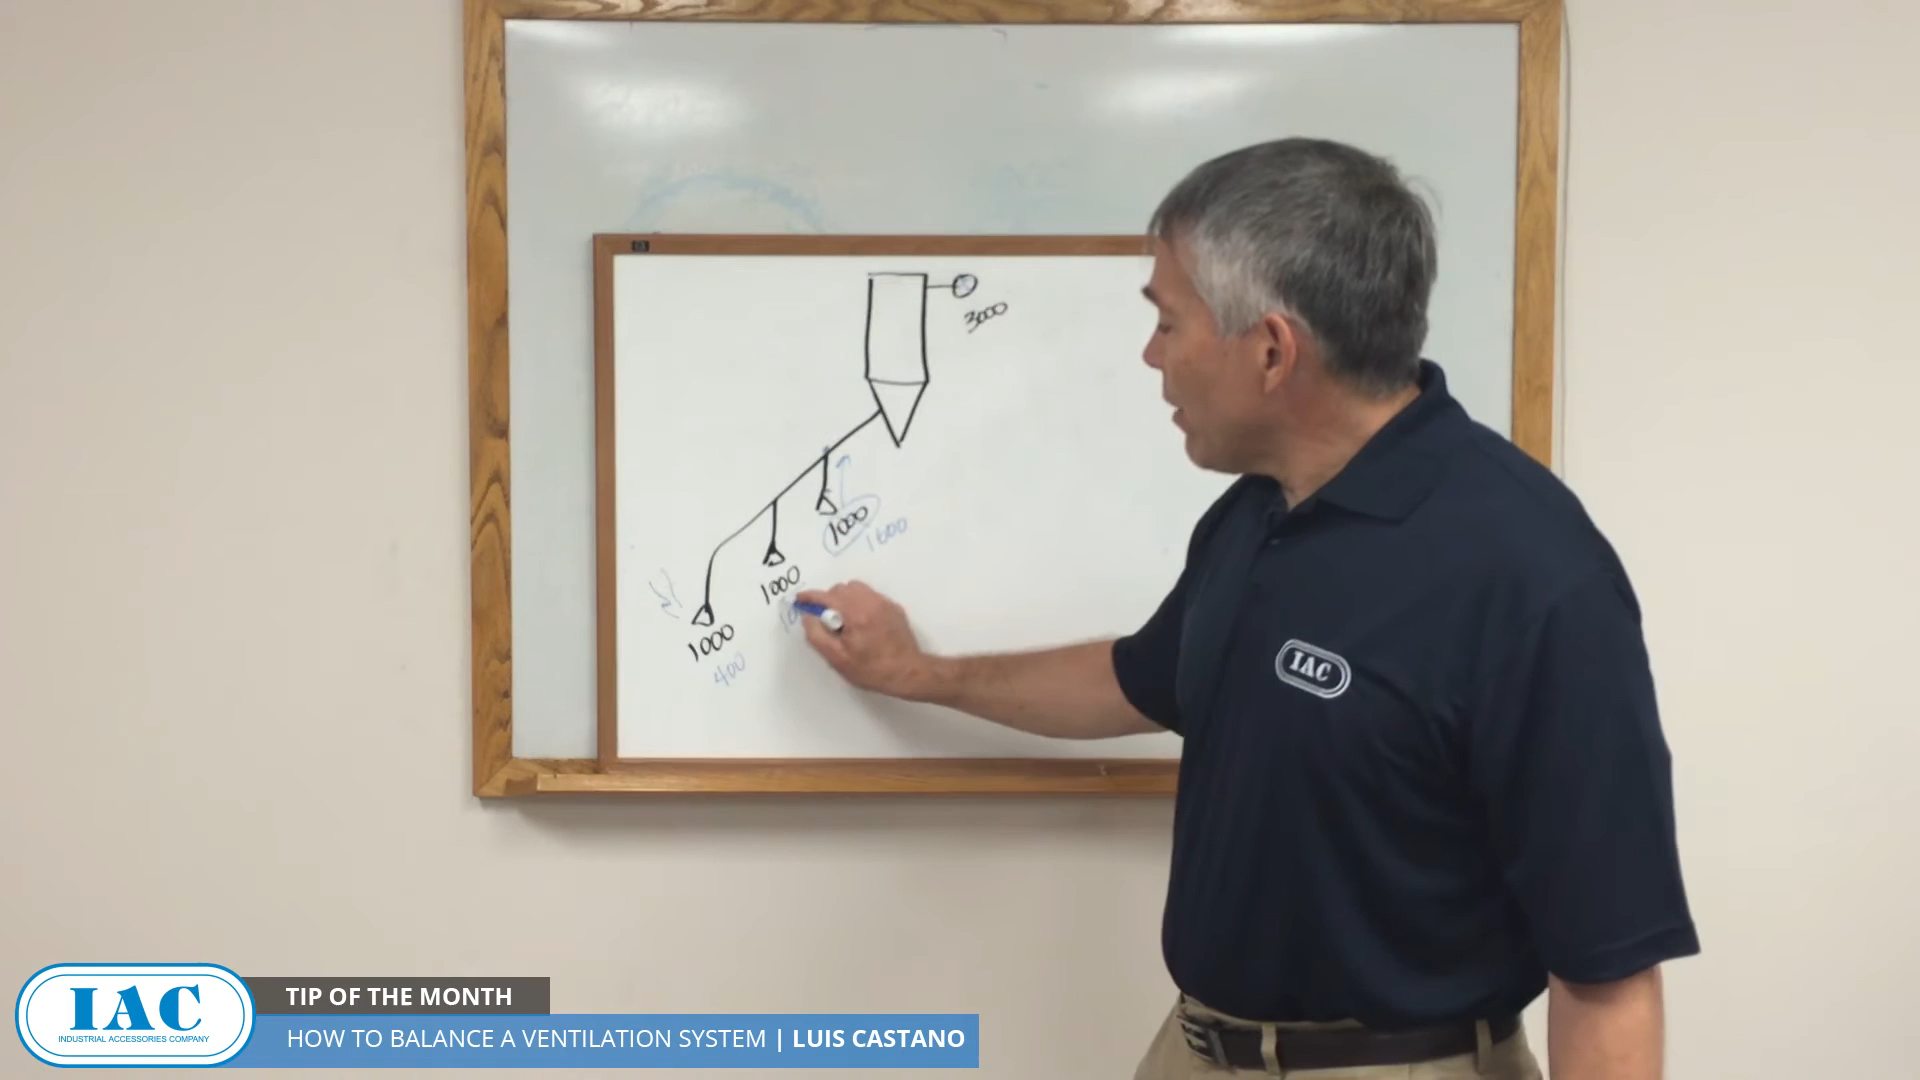 3000
1000
1600
1000
1000
400
IAC
IAC
INDUSTRIAL ACCESSORIES COMPANY
TIP OF THE MONTH
HOW TO BALANCE A VENTILATION SYSTEM | LUIS CASTANO